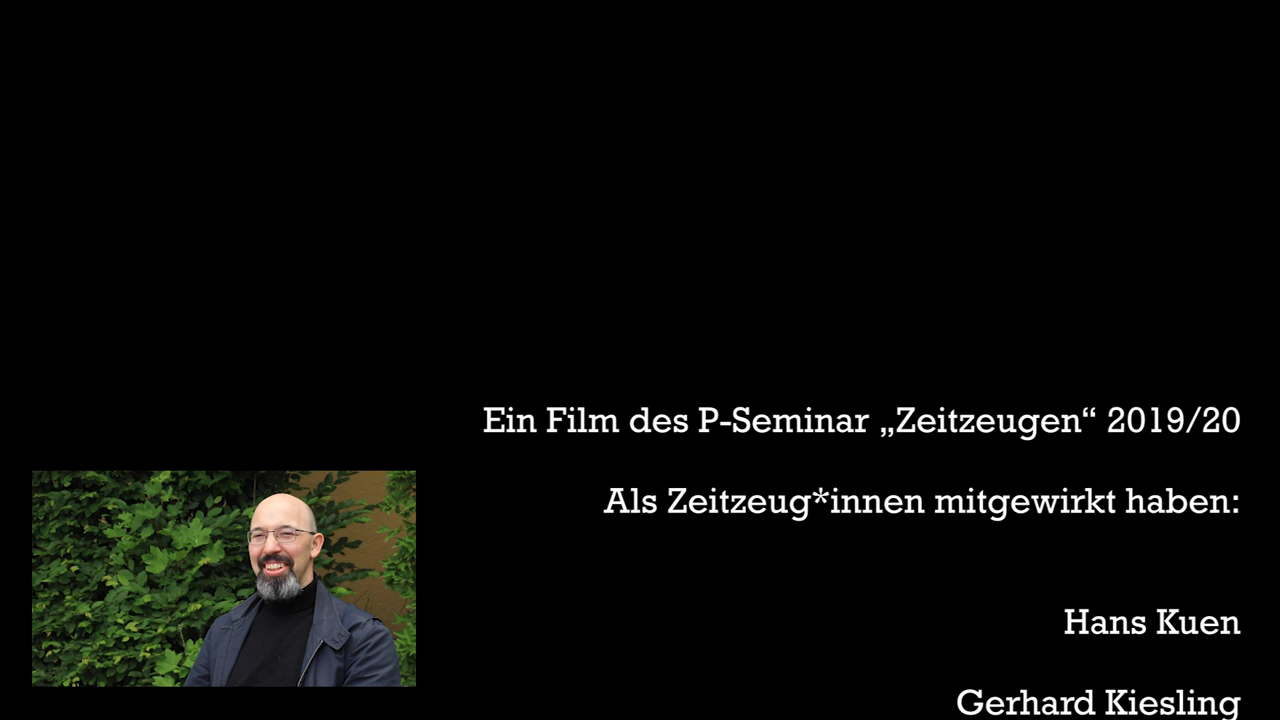 Ein Film des P-Seminar „Zeitzeugen“ 2019/20
Als Zeitzeug*innen mitgewirkt haben:
Hans Kuen
Gerhard Kiesling